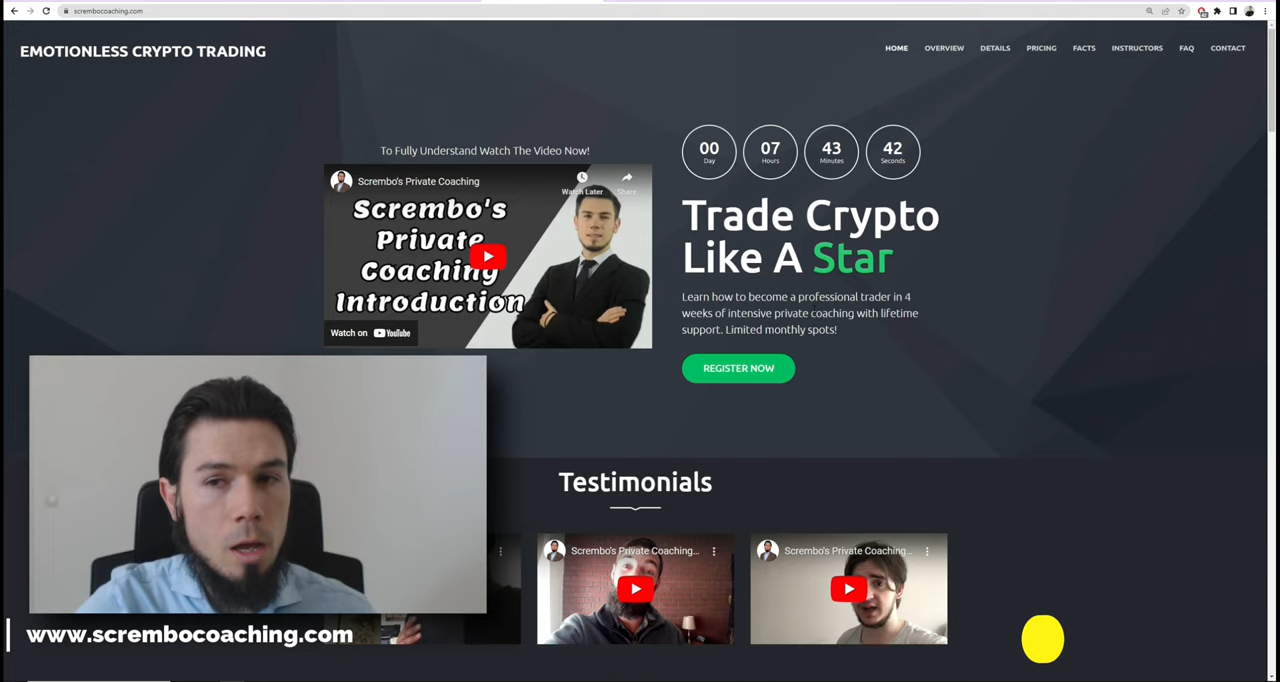 scrembocoaching.com
EMOTIONLESS CRYPTO TRADING
HOME OVERVIEW DETAILS PRICING FACTS INSTRUCTORS FAQ CONTACT
To Fully Understand Watch The Video Now!
Scrembo's Private Coaching
Watch Later Share
Scrembo's
Private
Coaching
Introduction
Watch on YouTube
00 07 43 42
Day Hours Minutes Seconds
Trade Crypto
Like A Star
Learn how to become a professional trader in 4
weeks of intensive private coaching with lifetime
support. Limited monthly spots!
REGISTER NOW
Testimonials
Scrembo's Private Coaching...
Scrembo's Private Coaching...
www.scrembocoaching.com